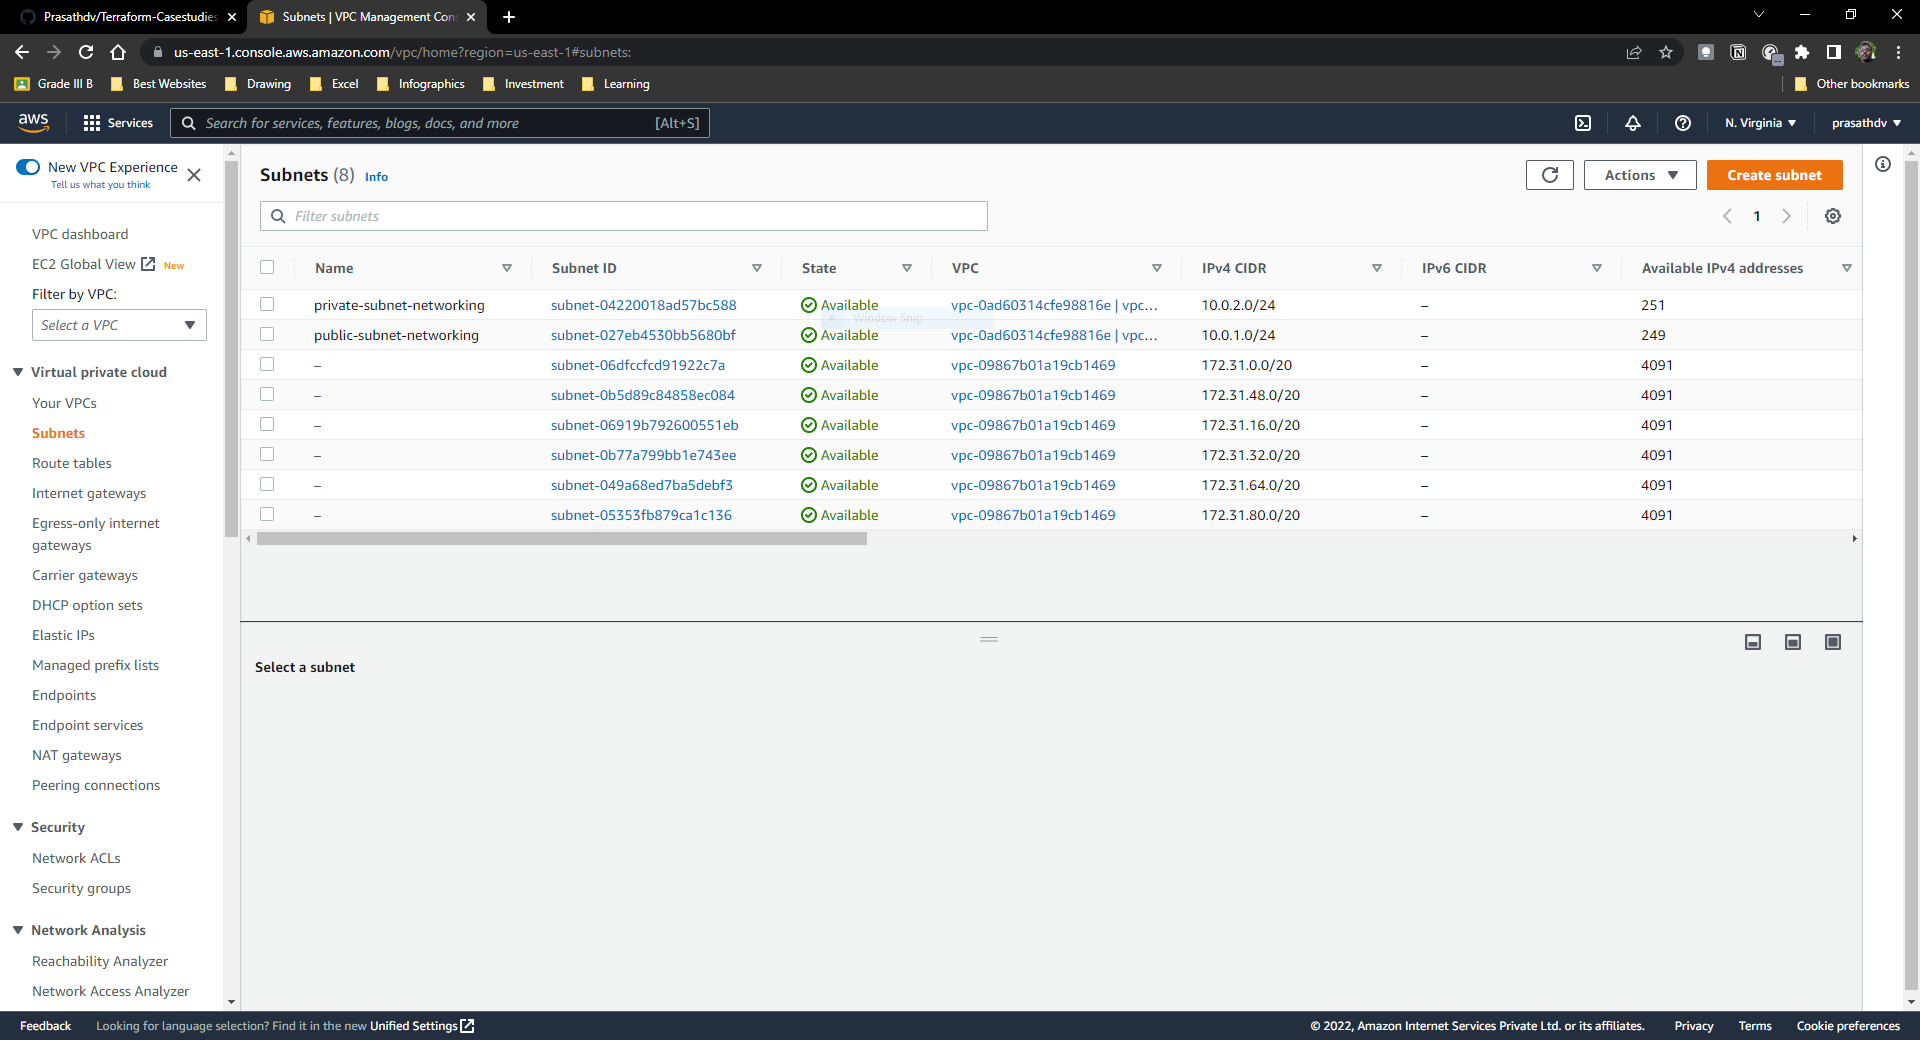 Prasathdv/Terraform-Casestudies
Subnets | VPC Management Con
us-east-1.console.aws.amazon.com/vpc/home?region=us-east-1#subnets:
Grade III B Best Websites Drawing Excel Infographics Investment Learning Other bookmarks
aws Services Search for services, features, blogs, docs, and more [Alt+S] N. Virginia prasathdv
New VPC Experience
Tell us what you think
VPC dashboard
EC2 Global View New
Filter by VPC:
Select a VPC
Virtual private cloud
Your VPCs
Subnets
Route tables
Internet gateways
Egress-only internet
gateways
Carrier gateways
DHCP option sets
Elastic IPs
Managed prefix lists
Endpoints
Endpoint services
NAT gateways
Peering connections
Security
Network ACLs
Security groups
Network Analysis
Reachability Analyzer
Network Access Analyzer
Subnets (8) Info
Actions
Create subnet
Filter subnets
1
Name Subnet ID State VPC IPv4 CIDR IPv6 CIDR Available IPv4 addresses
private-subnet-networking subnet-04220018ad57bc588 Available vpc-0ad60314cfe98816e | vpc... 10.0.2.0/24 – 251
Window Snip
public-subnet-networking subnet-027eb4530bb5680bf Available vpc-0ad60314cfe98816e | vpc... 10.0.1.0/24 – 249
– subnet-06dfccfcd91922c7a Available vpc-09867b01a19cb1469 172.31.0.0/20 – 4091
– subnet-0b5d89c84858ec084 Available vpc-09867b01a19cb1469 172.31.48.0/20 – 4091
– subnet-06919b792600551eb Available vpc-09867b01a19cb1469 172.31.16.0/20 – 4091
– subnet-0b77a799bb1e743ee Available vpc-09867b01a19cb1469 172.31.32.0/20 – 4091
– subnet-049a68ed7ba5debf3 Available vpc-09867b01a19cb1469 172.31.64.0/20 – 4091
– subnet-05353fb879ca1c136 Available vpc-09867b01a19cb1469 172.31.80.0/20 – 4091
Select a subnet
Feedback Looking for language selection? Find it in the new Unified Settings © 2022, Amazon Internet Services Private Ltd. or its affiliates. Privacy Terms Cookie preferences